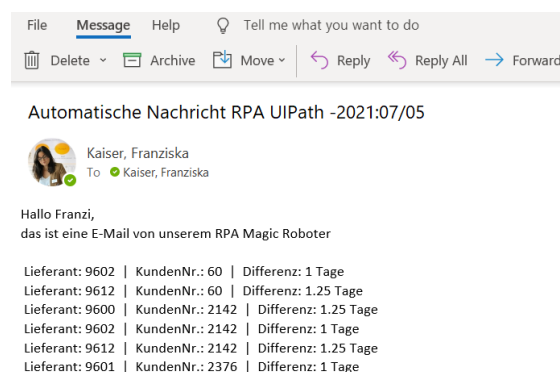 File Message Help Tell me what you want to do
Delete Archive Move Reply Reply All Forward
Automatische Nachricht RPA UIPath -2021:07/05
Kaiser, Franziska
To Kaiser, Franziska
Hallo Franzi,
das ist eine E-Mail von unserem RPA Magic Roboter
Lieferant: 9602 | KundenNr.: 60 | Differenz: 1 Tage
Lieferant: 9612 | KundenNr.: 60 | Differenz: 1.25 Tage
Lieferant: 9600 | KundenNr.: 2142 | Differenz: 1.25 Tage
Lieferant: 9602 | KundenNr.: 2142 | Differenz: 1 Tage
Lieferant: 9612 | KundenNr.: 2142 | Differenz: 1.25 Tage
Lieferant: 9601 | KundenNr.: 2376 | Differenz: 1 Tage